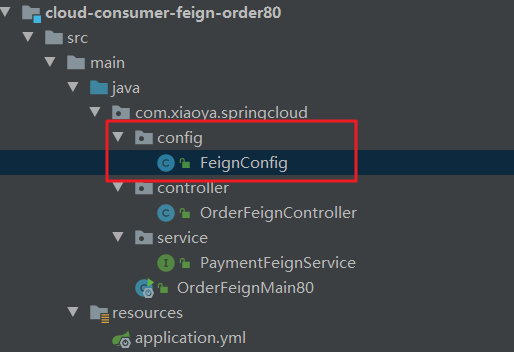 cloud-consumer-feign-order80
src
main
java
com.xiaoya.springcloud
config
FeignConfig
controller
OrderFeignController
service
PaymentFeignService
OrderFeignMain80
resources
application.yml